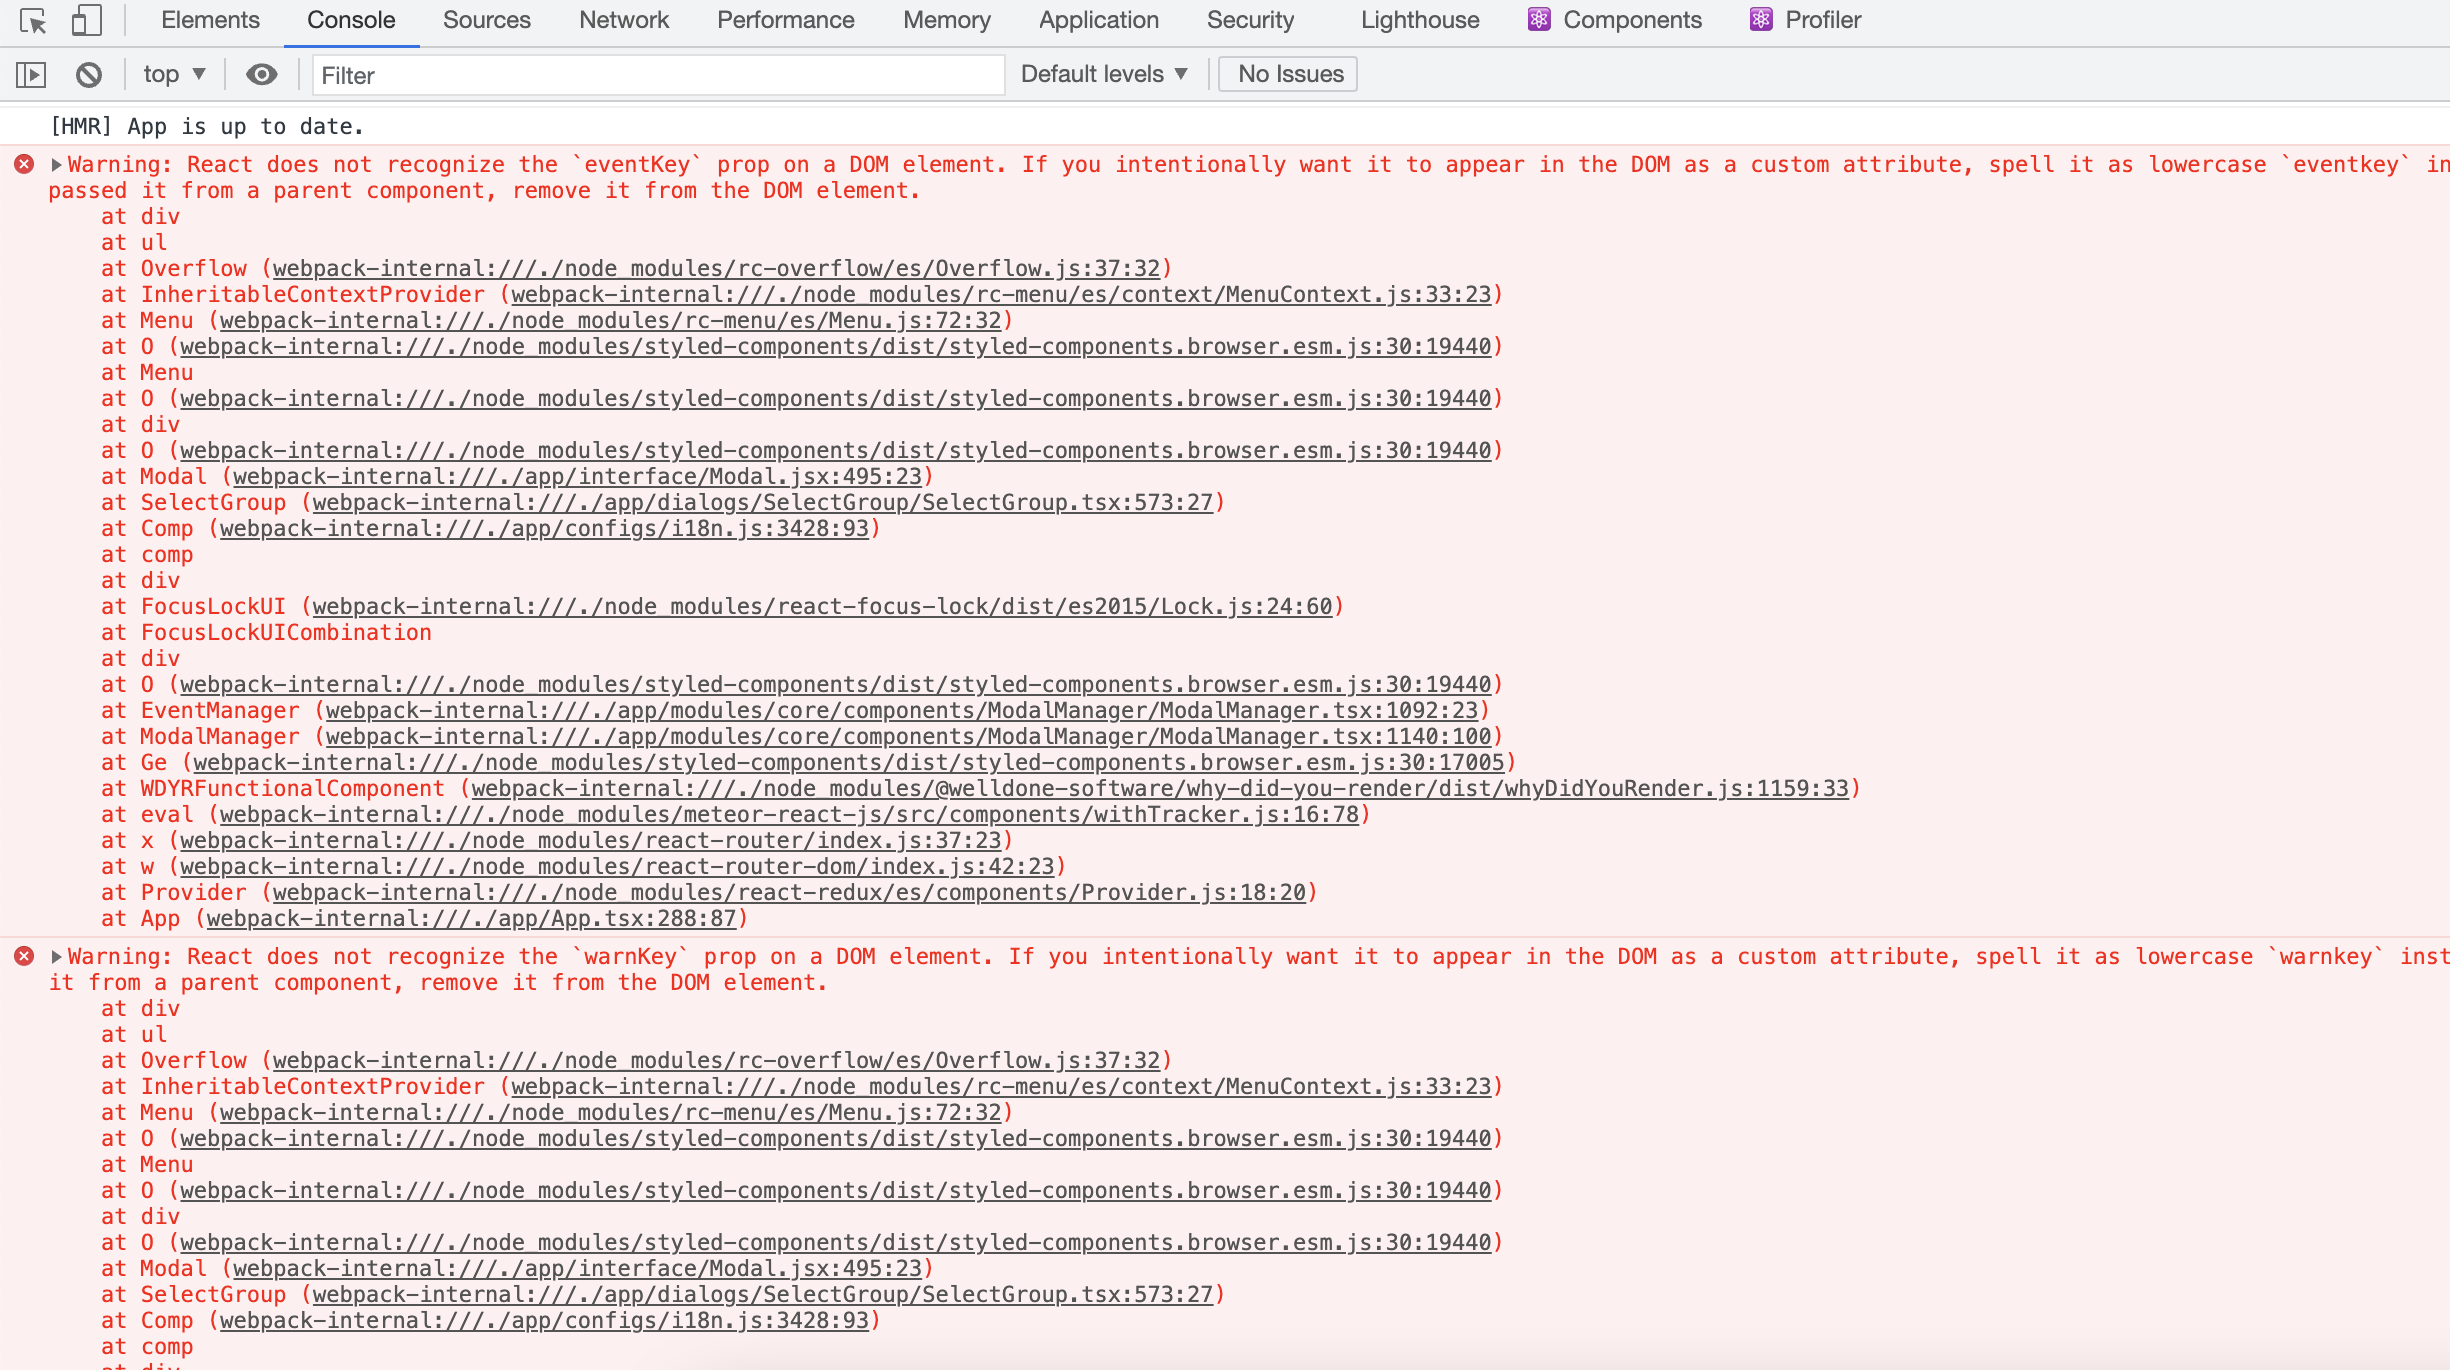 Elements Console Sources Network Performance Memory Application Security Lighthouse Components Profiler
top Filter Default levels No Issues
[HMR] App is up to date.
Warning: React does not recognize the `eventKey` prop on a DOM element. If you intentionally want it to appear in the DOM as a custom attribute, spell it as lowercase `eventkey` in
passed it from a parent component, remove it from the DOM element.
at div
at ul
at Overflow (webpack-internal:///./node_modules/rc-overflow/es/Overflow.js:37:32)
at InheritableContextProvider (webpack-internal:///./node_modules/rc-menu/es/context/MenuContext.js:33:23)
at Menu (webpack-internal:///./node_modules/rc-menu/es/Menu.js:72:32)
at O (webpack-internal:///./node_modules/styled-components/dist/styled-components.browser.esm.js:30:19440)
at Menu
at O (webpack-internal:///./node_modules/styled-components/dist/styled-components.browser.esm.js:30:19440)
at div
at O (webpack-internal:///./node_modules/styled-components/dist/styled-components.browser.esm.js:30:19440)
at Modal (webpack-internal:///./app/interface/Modal.jsx:495:23)
at SelectGroup (webpack-internal:///./app/dialogs/SelectGroup/SelectGroup.tsx:573:27)
at Comp (webpack-internal:///./app/configs/i18n.js:3428:93)
at comp
at div
at FocusLockUI (webpack-internal:///./node_modules/react-focus-lock/dist/es2015/Lock.js:24:60)
at FocusLockUICombination
at div
at O (webpack-internal:///./node_modules/styled-components/dist/styled-components.browser.esm.js:30:19440)
at EventManager (webpack-internal:///./app/modules/core/components/ModalManager/ModalManager.tsx:1092:23)
at ModalManager (webpack-internal:///./app/modules/core/components/ModalManager/ModalManager.tsx:1140:100)
at Ge (webpack-internal:///./node_modules/styled-components/dist/styled-components.browser.esm.js:30:17005)
at WDYRFunctionalComponent (webpack-internal:///./node_modules/@welldone-software/why-did-you-render/dist/whyDidYouRender.js:1159:33)
at eval (webpack-internal:///./node_modules/meteor-react-js/src/components/withTracker.js:16:78)
at x (webpack-internal:///./node_modules/react-router/index.js:37:23)
at w (webpack-internal:///./node_modules/react-router-dom/index.js:42:23)
at Provider (webpack-internal:///./node_modules/react-redux/es/components/Provider.js:18:20)
at App (webpack-internal:///./app/App.tsx:288:87)
Warning: React does not recognize the `warnKey` prop on a DOM element. If you intentionally want it to appear in the DOM as a custom attribute, spell it as lowercase `warnkey` inst
it from a parent component, remove it from the DOM element.
at div
at ul
at Overflow (webpack-internal:///./node_modules/rc-overflow/es/Overflow.js:37:32)
at InheritableContextProvider (webpack-internal:///./node_modules/rc-menu/es/context/MenuContext.js:33:23)
at Menu (webpack-internal:///./node_modules/rc-menu/es/Menu.js:72:32)
at O (webpack-internal:///./node_modules/styled-components/dist/styled-components.browser.esm.js:30:19440)
at Menu
at O (webpack-internal:///./node_modules/styled-components/dist/styled-components.browser.esm.js:30:19440)
at div
at O (webpack-internal:///./node_modules/styled-components/dist/styled-components.browser.esm.js:30:19440)
at Modal (webpack-internal:///./app/interface/Modal.jsx:495:23)
at SelectGroup (webpack-internal:///./app/dialogs/SelectGroup/SelectGroup.tsx:573:27)
at Comp (webpack-internal:///./app/configs/i18n.js:3428:93)
at comp